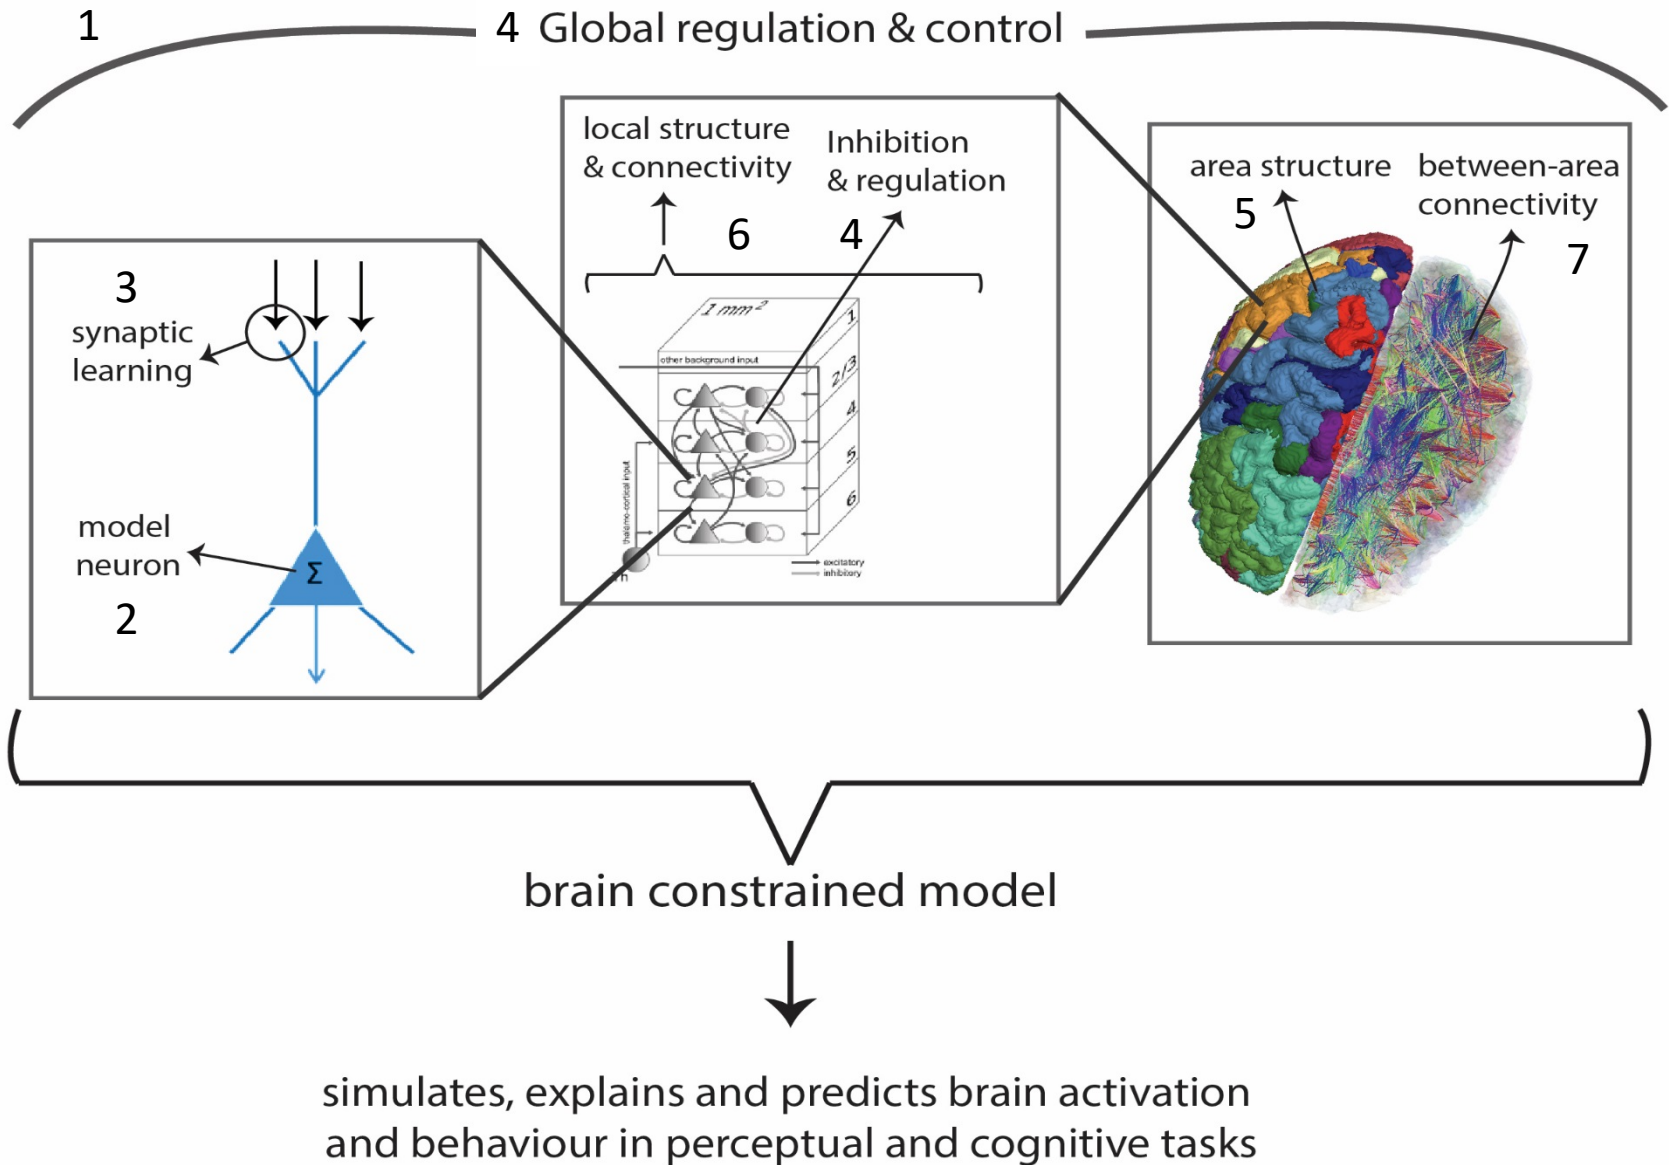 1
4 Global regulation & control
local structure
& connectivity
6
Inhibition
& regulation
4
area structure
5
between-area
connectivity
7
3
synaptic
learning
model
neuron
Σ
2
1 mm²
other background input
1
2/3
4
5
6
thalamo-cortical input
excitatory
inhibitory
brain constrained model
simulates, explains and predicts brain activation
and behaviour in perceptual and cognitive tasks